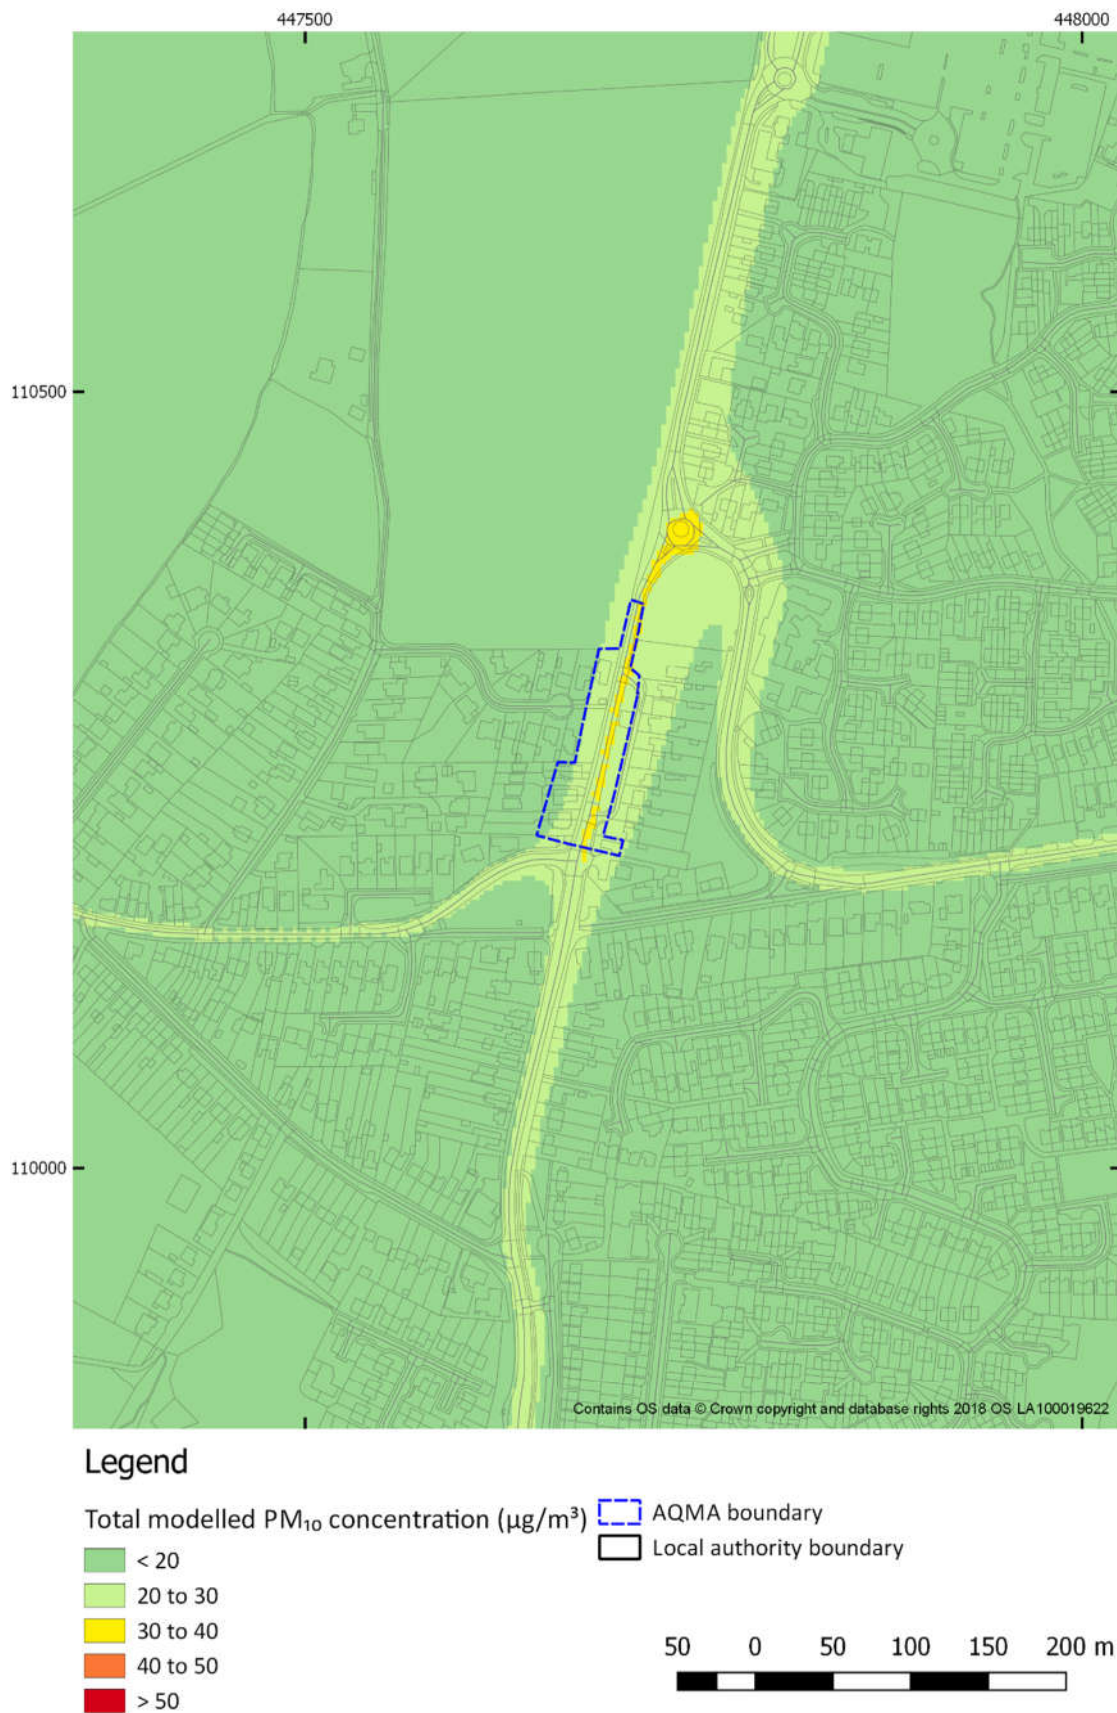 447500
448000
110500
110000
Contains OS data © Crown copyright and database rights 2018 OS LA100019622
Legend
Total modelled PM₁₀ concentration (µg/m³)
< 20
20 to 30
30 to 40
40 to 50
> 50
AQMA boundary
Local authority boundary
50 0 50 100 150 200 m